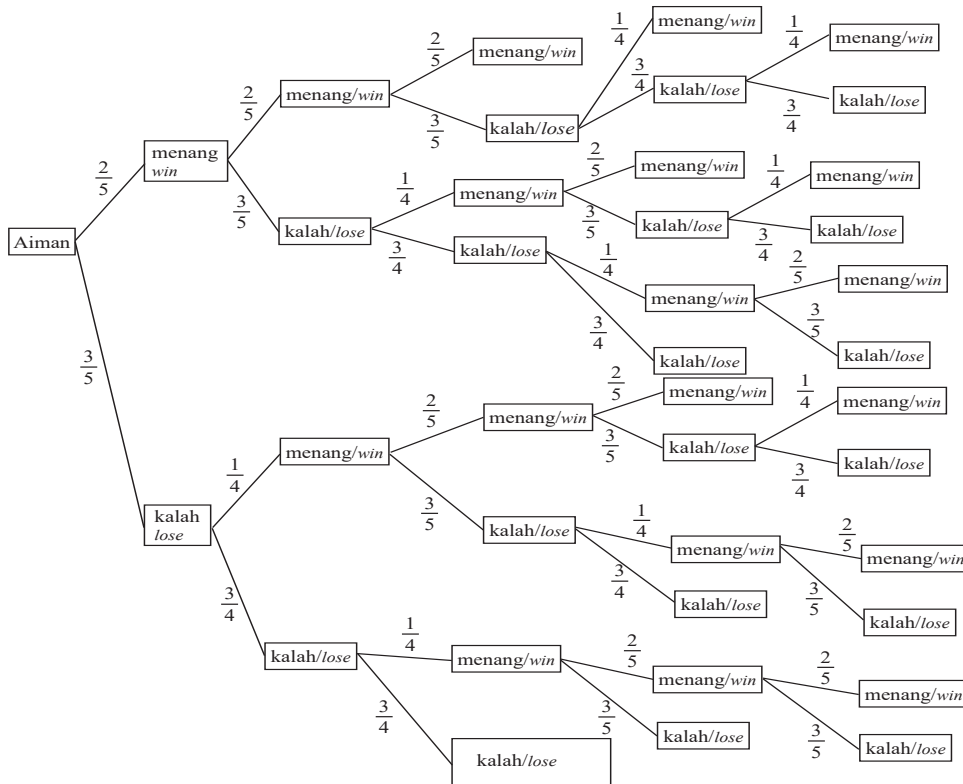 1/4 menang/win 1/4 menang/win
2/5 menang/win
3/4 kalah/lose 3/4 kalah/lose
2/5 menang/win
3/5 kalah/lose
2/5 menang
win
2/5 menang/win
1/4 menang/win 1/4 menang/win
3/5 kalah/lose
3/5 kalah/lose 3/4 kalah/lose
Aiman
3/4 kalah/lose
1/4 menang/win 2/5 menang/win
3/4 kalah/lose 3/5 kalah/lose
3/5
2/5 menang/win 2/5 menang/win 1/4 menang/win
3/5 kalah/lose 3/4 kalah/lose
1/4 menang/win
kalah
lose
3/5 kalah/lose
1/4 menang/win 2/5 menang/win
3/4 kalah/lose 3/5 kalah/lose
3/4 kalah/lose
1/4 menang/win 2/5 menang/win 2/5 menang/win
3/4 kalah/lose 3/5 kalah/lose 3/5 kalah/lose